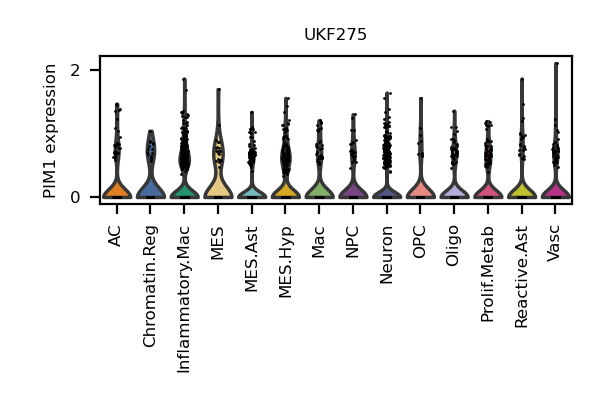 UKF275
PIM1 expression
2
0
AC
Chromatin.Reg
Inflammatory.Mac
MES
MES.Ast
MES.Hyp
Mac
NPC
Neuron
OPC
Oligo
Prolif.Metab
Reactive.Ast
Vasc